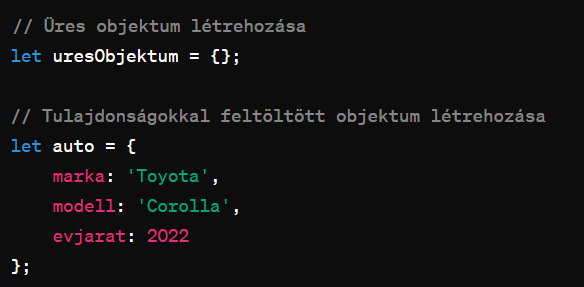 // Üres objektum létrehozása
let uresObjektum = {};
// Tulajdonságokkal feltöltött objektum létrehozása
let auto = {
    marka: 'Toyota',
    modell: 'Corolla',
    evjarat: 2022
};